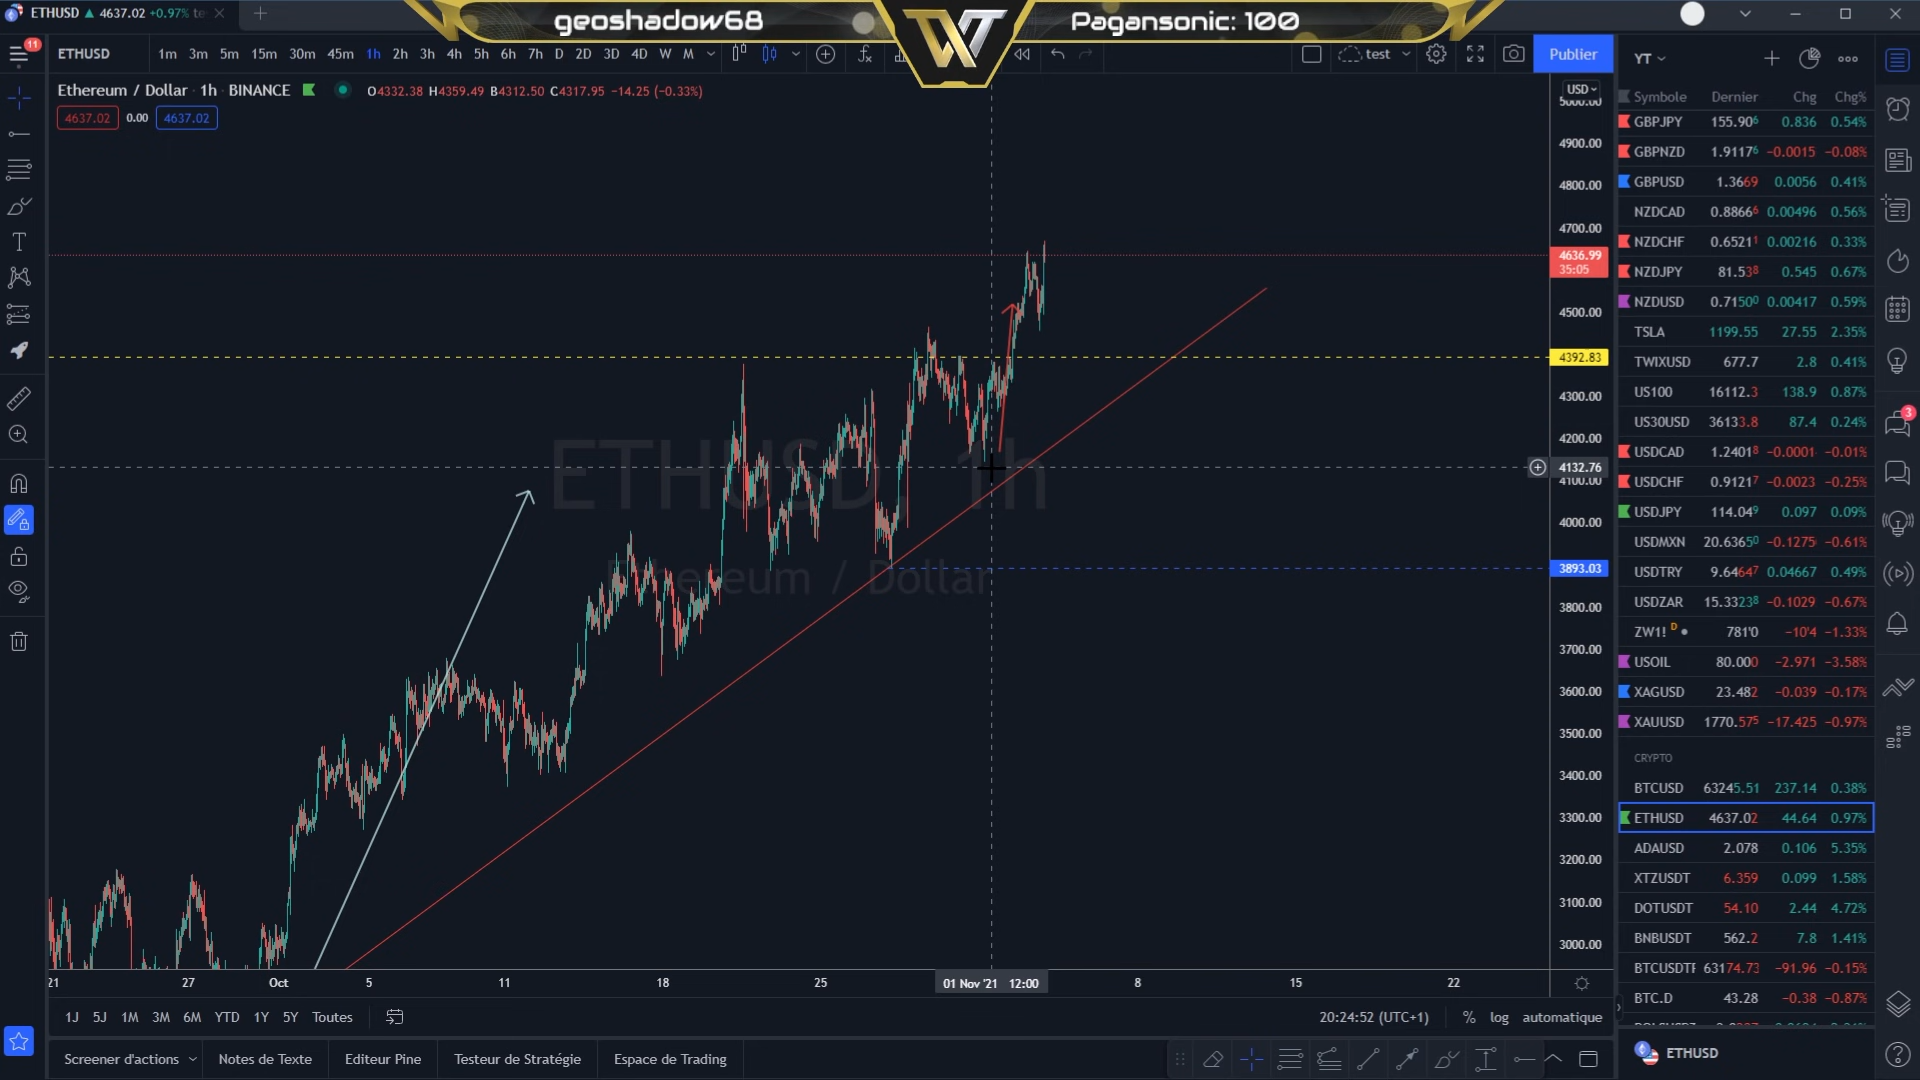 ETHUSD ▲ 4637.02 +0.97% te
geoshadow68
Pagansonic: 100
11
ETHUSD
1m 3m 5m 15m 30m 45m 1h 2h 3h 4h 5h 6h 7h D 2D 3D 4D W M
test
Publier
YT
Ethereum / Dollar · 1h · BINANCE
O4332.38 H4359.49 B4312.50 C4317.95 −14.25 (−0.33%)
4637.02 0.00 4637.02
USD
5000.00
4900.00
4800.00
4700.00
4636.99
35:05
4500.00
4392.83
4300.00
4200.00
4132.76
4100.00
4000.00
3893.03
3800.00
3700.00
3600.00
3500.00
3400.00
3300.00
3200.00
3100.00
3000.00
ETHUSD, 1h
Ethereum / Dollar
Symbole Dernier Chg Chg%
GBPJPY 155.906 0.836 0.54%
GBPNZD 1.91176 −0.0015 −0.08%
GBPUSD 1.3669 0.0056 0.41%
NZDCAD 0.88666 0.00496 0.56%
NZDCHF 0.65211 0.00216 0.33%
NZDJPY 81.538 0.545 0.67%
NZDUSD 0.71500 0.00417 0.59%
TSLA 1199.55 27.55 2.35%
TWIXUSD 677.7 2.8 0.41%
US100 16112.3 138.9 0.87%
US30USD 36133.8 87.4 0.24%
USDCAD 1.24018 −0.0001 −0.01%
USDCHF 0.91217 −0.0023 −0.25%
USDJPY 114.049 0.097 0.09%
USDMXN 20.63650 −0.1275 −0.61%
USDTRY 9.64647 0.04667 0.49%
USDZAR 15.33238 −0.1029 −0.67%
ZW1! D 781'0 −10'4 −1.33%
USOIL 80.000 −2.971 −3.58%
XAGUSD 23.482 −0.039 −0.17%
XAUUSD 1770.575 −17.425 −0.97%
CRYPTO
BTCUSD 63245.51 237.14 0.38%
ETHUSD 4637.02 44.64 0.97%
ADAUSD 2.078 0.106 5.35%
XTZUSDT 6.359 0.099 1.58%
DOTUSDT 54.10 2.44 4.72%
BNBUSDT 562.2 7.8 1.41%
BTCUSDTF 63174.73 −91.96 −0.15%
BTC.D 43.28 −0.38 −0.87%
3
21 27 Oct 5 11 18 25 01 Nov '21 12:00 8 15 22
1J 5J 1M 3M 6M YTD 1Y 5Y Toutes
20:24:52 (UTC+1) % log automatique
Screener d'actions Notes de Texte Editeur Pine Testeur de Stratégie Espace de Trading
ETHUSD